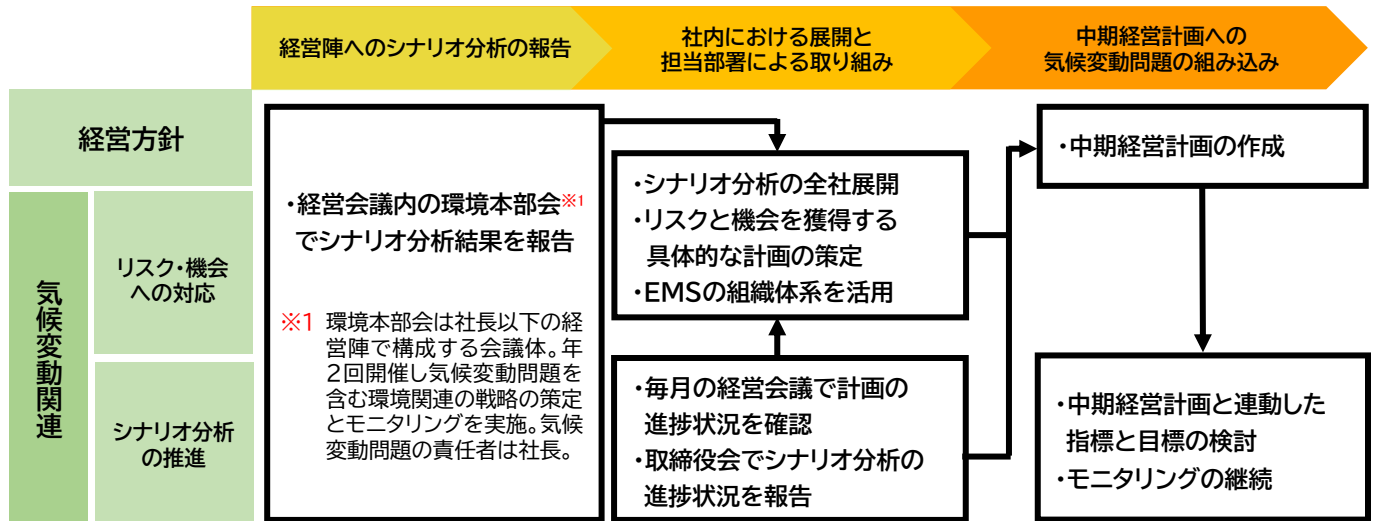 経営陣へのシナリオ分析の報告
社内における展開と
担当部署による取り組み
中期経営計画への
気候変動問題の組み込み
経営方針
気候変動関連
リスク・機会
への対応
シナリオ分析
の推進
・経営会議内の環境本部会※1
でシナリオ分析結果を報告
※1 環境本部会は社長以下の経
営陣で構成する会議体。年
2回開催し気候変動問題を
含む環境関連の戦略の策定
とモニタリングを実施。気候
変動問題の責任者は社長。
・シナリオ分析の全社展開
・リスクと機会を獲得する
具体的な計画の策定
・EMSの組織体系を活用
・毎月の経営会議で計画の
進捗状況を確認
・取締役会でシナリオ分析の
進捗状況を報告
・中期経営計画の作成
・中期経営計画と連動した
指標と目標の検討
・モニタリングの継続